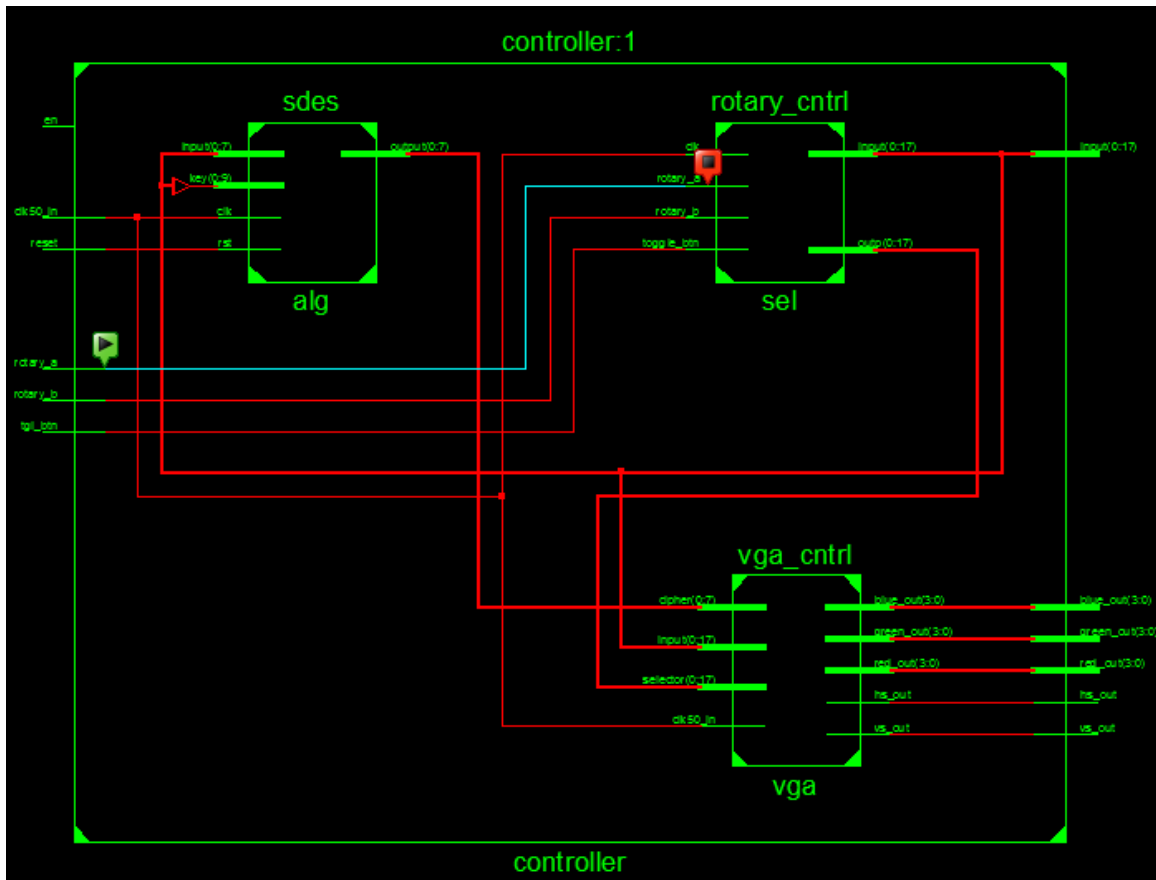 controller:1
sdes
rotary_cntrl
en
input(0:7)
output(0:7)
clk
input(0:17)
input(0:17)
key(0:9)
rotary_a
clk50_in
clk
rotary_b
reset
rst
toggle_btn
outp(0:17)
alg
sel
rotary_a
rotary_b
tgl_btn
vga_cntrl
cipher(0:7)
blue_out(3:0)
blue_out(3:0)
input(0:17)
green_out(3:0)
green_out(3:0)
selector(0:17)
red_out(3:0)
red_out(3:0)
hs_out
hs_out
clk50_in
vs_out
vs_out
vga
controller